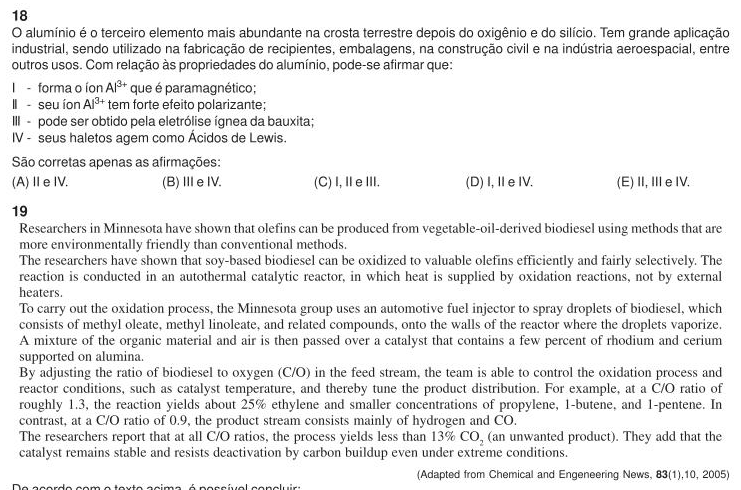 18
O alumínio é o terceiro elemento mais abundante na crosta terrestre depois do oxigênio e do silício. Tem grande aplicação
industrial, sendo utilizado na fabricação de recipientes, embalagens, na construção civil e na indústria aeroespacial, entre
outros usos. Com relação às propriedades do alumínio, pode-se afirmar que:
I - forma o íon Al³⁺ que é paramagnético;
II - seu íon Al³⁺ tem forte efeito polarizante;
III - pode ser obtido pela eletrólise ígnea da bauxita;
IV - seus haletos agem como Ácidos de Lewis.
São corretas apenas as afirmações:
(A) II e IV. (B) III e IV. (C) I, II e III. (D) I, II e IV. (E) II, III e IV.
19
Researchers in Minnesota have shown that olefins can be produced from vegetable-oil-derived biodiesel using methods that are
more environmentally friendly than conventional methods.
The researchers have shown that soy-based biodiesel can be oxidized to valuable olefins efficiently and fairly selectively. The
reaction is conducted in an autothermal catalytic reactor, in which heat is supplied by oxidation reactions, not by external
heaters.
To carry out the oxidation process, the Minnesota group uses an automotive fuel injector to spray droplets of biodiesel, which
consists of methyl oleate, methyl linoleate, and related compounds, onto the walls of the reactor where the droplets vaporize.
A mixture of the organic material and air is then passed over a catalyst that contains a few percent of rhodium and cerium
supported on alumina.
By adjusting the ratio of biodiesel to oxygen (C/O) in the feed stream, the team is able to control the oxidation process and
reactor conditions, such as catalyst temperature, and thereby tune the product distribution. For example, at a C/O ratio of
roughly 1.3, the reaction yields about 25% ethylene and smaller concentrations of propylene, 1-butene, and 1-pentene. In
contrast, at a C/O ratio of 0.9, the product stream consists mainly of hydrogen and CO.
The researchers report that at all C/O ratios, the process yields less than 13% CO₂ (an unwanted product). They add that the
catalyst remains stable and resists deactivation by carbon buildup even under extreme conditions.
(Adapted from Chemical and Engeneering News, 83(1),10, 2005)
De acordo com o texto acima, é possível concluir: